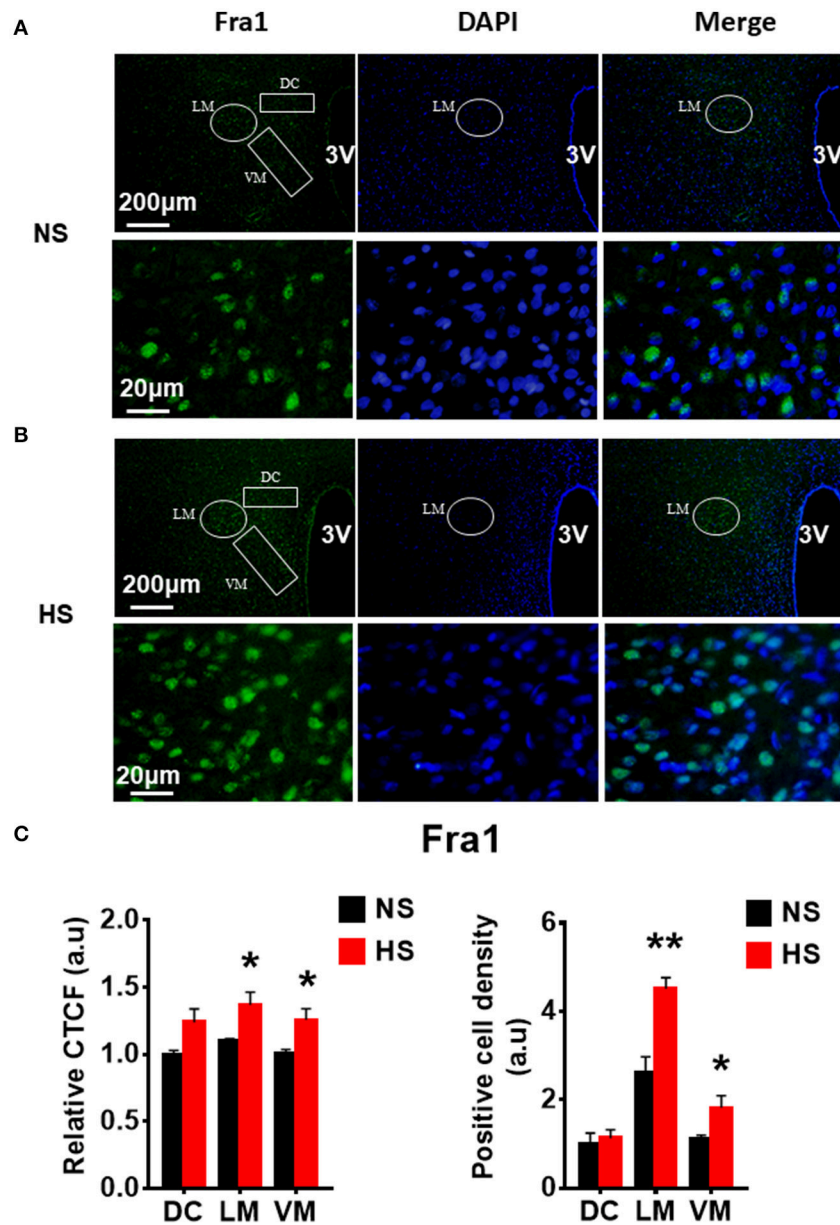 A
Fra1 DAPI Merge
NS
LM DC VM 3V 200µm
LM 3V
LM 3V
20µm
B
HS
LM DC VM 3V 200µm
LM 3V
LM 3V
20µm
C
Fra1
Relative CTCF (a.u)
2.0
1.5
1.0
0.5
0.0
DC LM VM
* *
NS
HS
Positive cell density
(a.u)
6
4
2
0
DC LM VM
** *
NS
HS